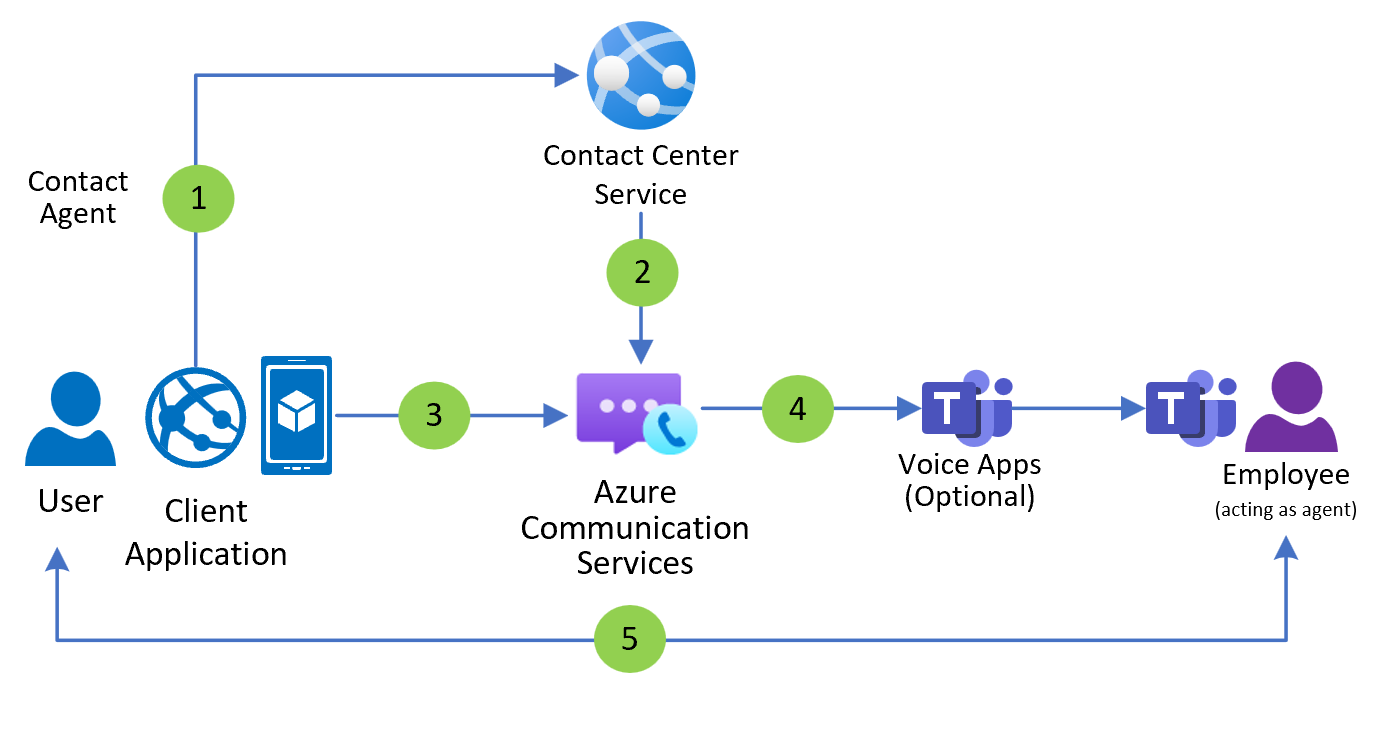 Contact Center
Service
Contact
Agent
1
2
3
4
T
T
User
Client
Application
Azure
Communication
Services
Voice Apps
(Optional)
Employee
(acting as agent)
5